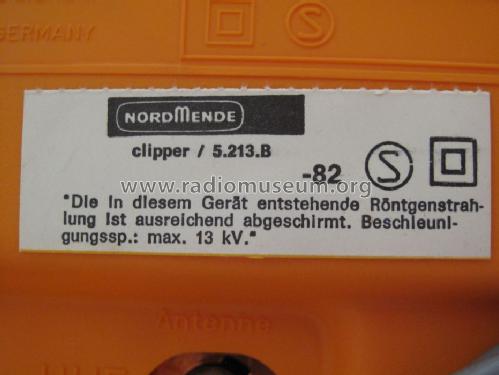 GERMANY
S
NORDMENDE
clipper / 5.213.B
-82 S
"Die in diesem Gerät entstehende Röntgenstrah-
lung ist ausreichend abgeschirmt. Beschleuni-
gungssp.: max. 13 kV."
www.radiomuseum.org
Antenne